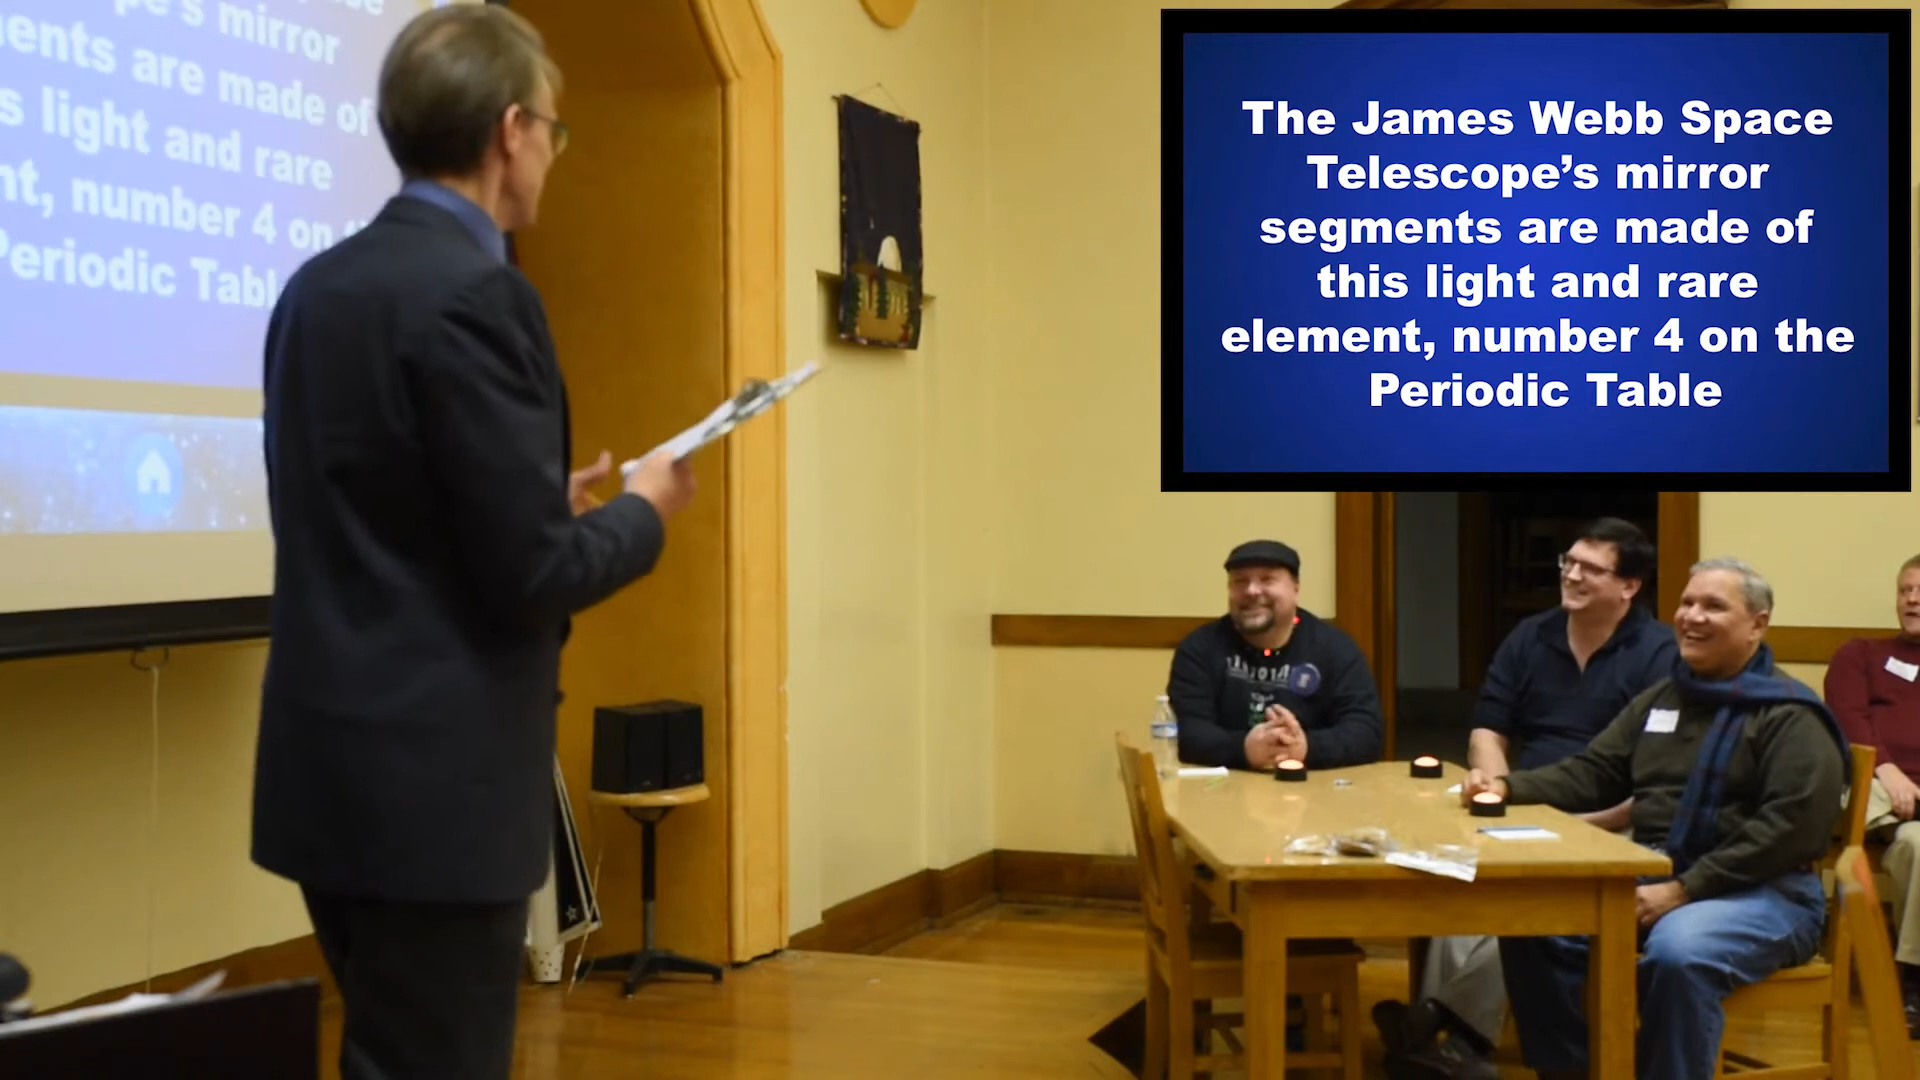 pe's mirror
ents are made of
s light and rare
nt, number 4 on
Periodic Tabl
The James Webb Space
Telescope's mirror
segments are made of
this light and rare
element, number 4 on the
Periodic Table